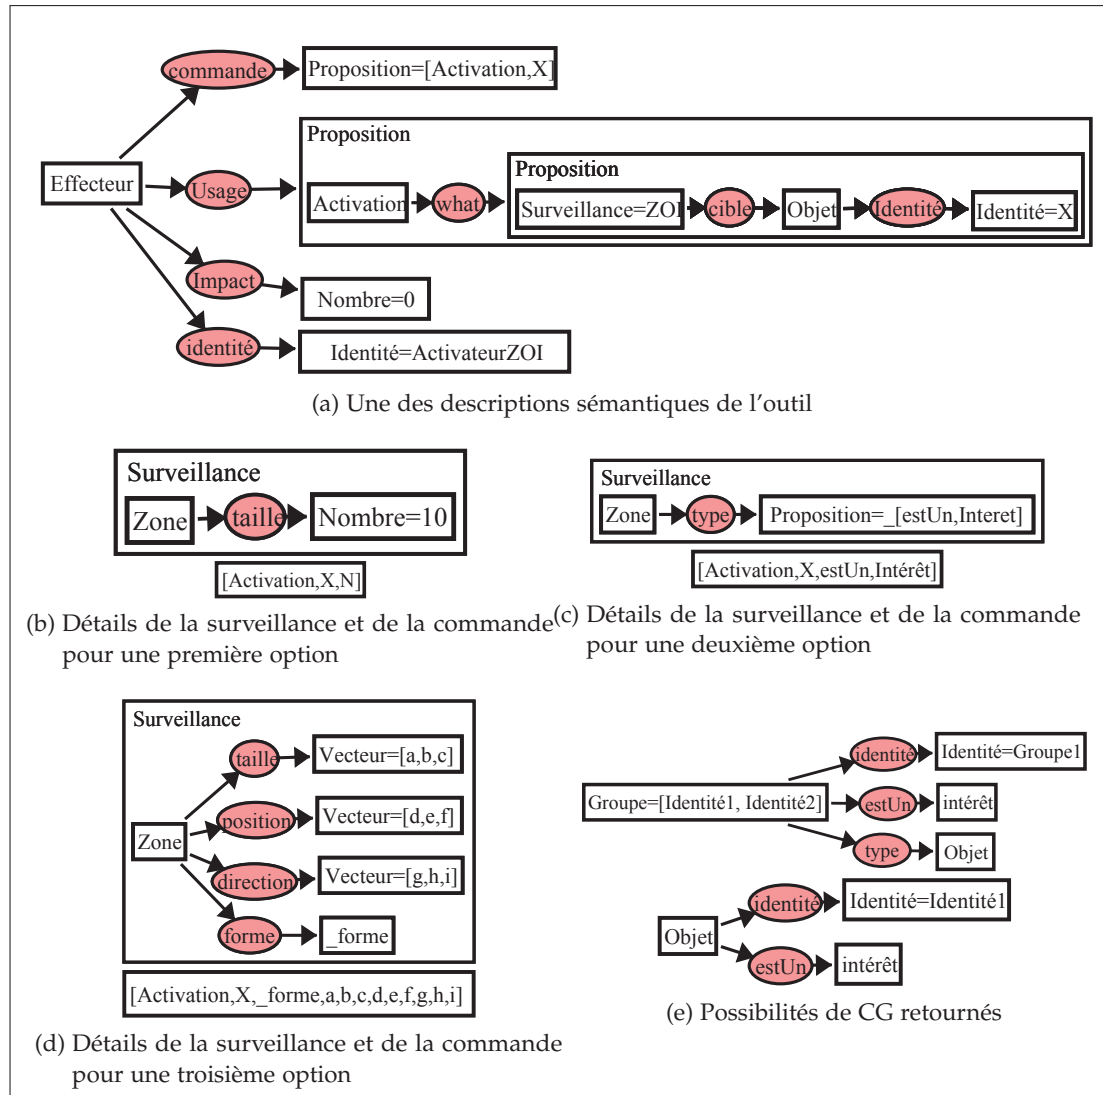 commande
Proposition=[Activation,X]
Proposition
Proposition
Effecteur
Usage
Activation
what
Surveillance=ZOI
cible
Objet
Identité
Identité=X
Impact
Nombre=0
identité
Identité=ActivateurZOI
(a) Une des descriptions sémantiques de l'outil
Surveillance
Zone
taille
Nombre=10
[Activation,X,N]
(b) Détails de la surveillance et de la commande
pour une première option
Surveillance
Zone
type
Proposition=_[estUn,Interet]
[Activation,X,estUn,Intérêt]
(c) Détails de la surveillance et de la commande
pour une deuxième option
Surveillance
taille
Vecteur=[a,b,c]
position
Vecteur=[d,e,f]
Zone
direction
Vecteur=[g,h,i]
forme
_forme
[Activation,X,_forme,a,b,c,d,e,f,g,h,i]
(d) Détails de la surveillance et de la commande
pour une troisième option
identité
Identité=Groupe1
Groupe=[Identité1, Identité2]
estUn
intérêt
type
Objet
identité
Identité=Identité1
Objet
estUn
intérêt
(e) Possibilités de CG retournés